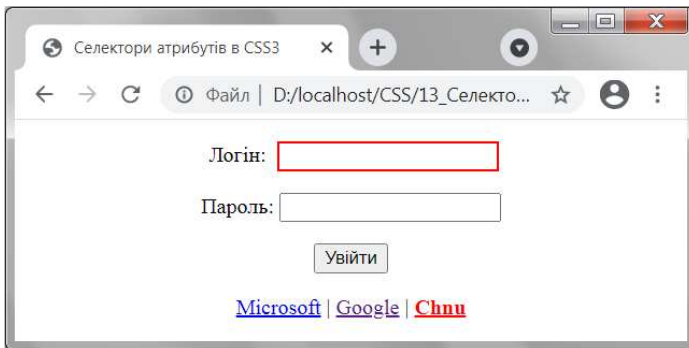 Селектори атрибутів в CSS3
Файл | D:/localhost/CSS/13_Селекто...
Логін:
Пароль:
Увійти
Microsoft | Google | Chnu